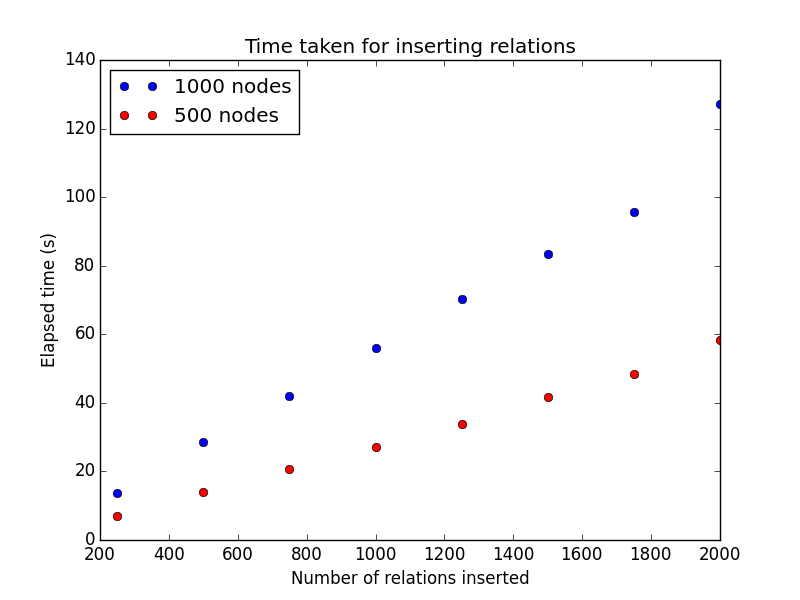 Time taken for inserting relations
140
120
100
80
60
40
20
0
1000 nodes
500 nodes
Elapsed time (s)
200 400 600 800 1000 1200 1400 1600 1800 2000
Number of relations inserted